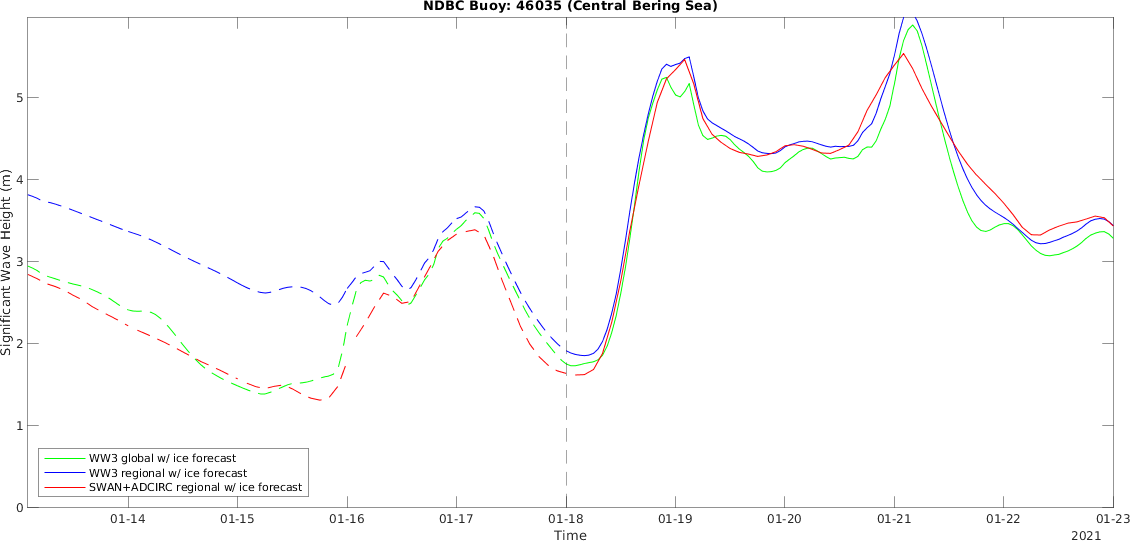 NDBC Buoy: 46035 (Central Bering Sea)
Significant Wave Height (m)
5
4
3
2
1
0
WW3 global w/ ice forecast
WW3 regional w/ ice forecast
SWAN+ADCIRC regional w/ ice forecast
01-14 01-15 01-16 01-17 01-18 01-19 01-20 01-21 01-22 01-23
Time
2021